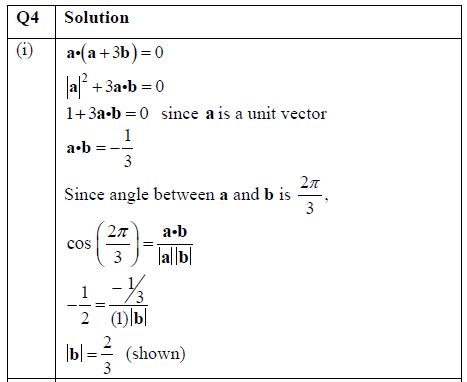 Q4 Solution
(i) a•(a + 3b) = 0
|a|² + 3a•b = 0
1 + 3a•b = 0 since a is a unit vector
a•b = −1/3
Since angle between a and b is 2π/3,
cos(2π/3) = a•b/|a||b|
−1/2 = (−1/3)/((1)|b|)
|b| = 2/3 (shown)